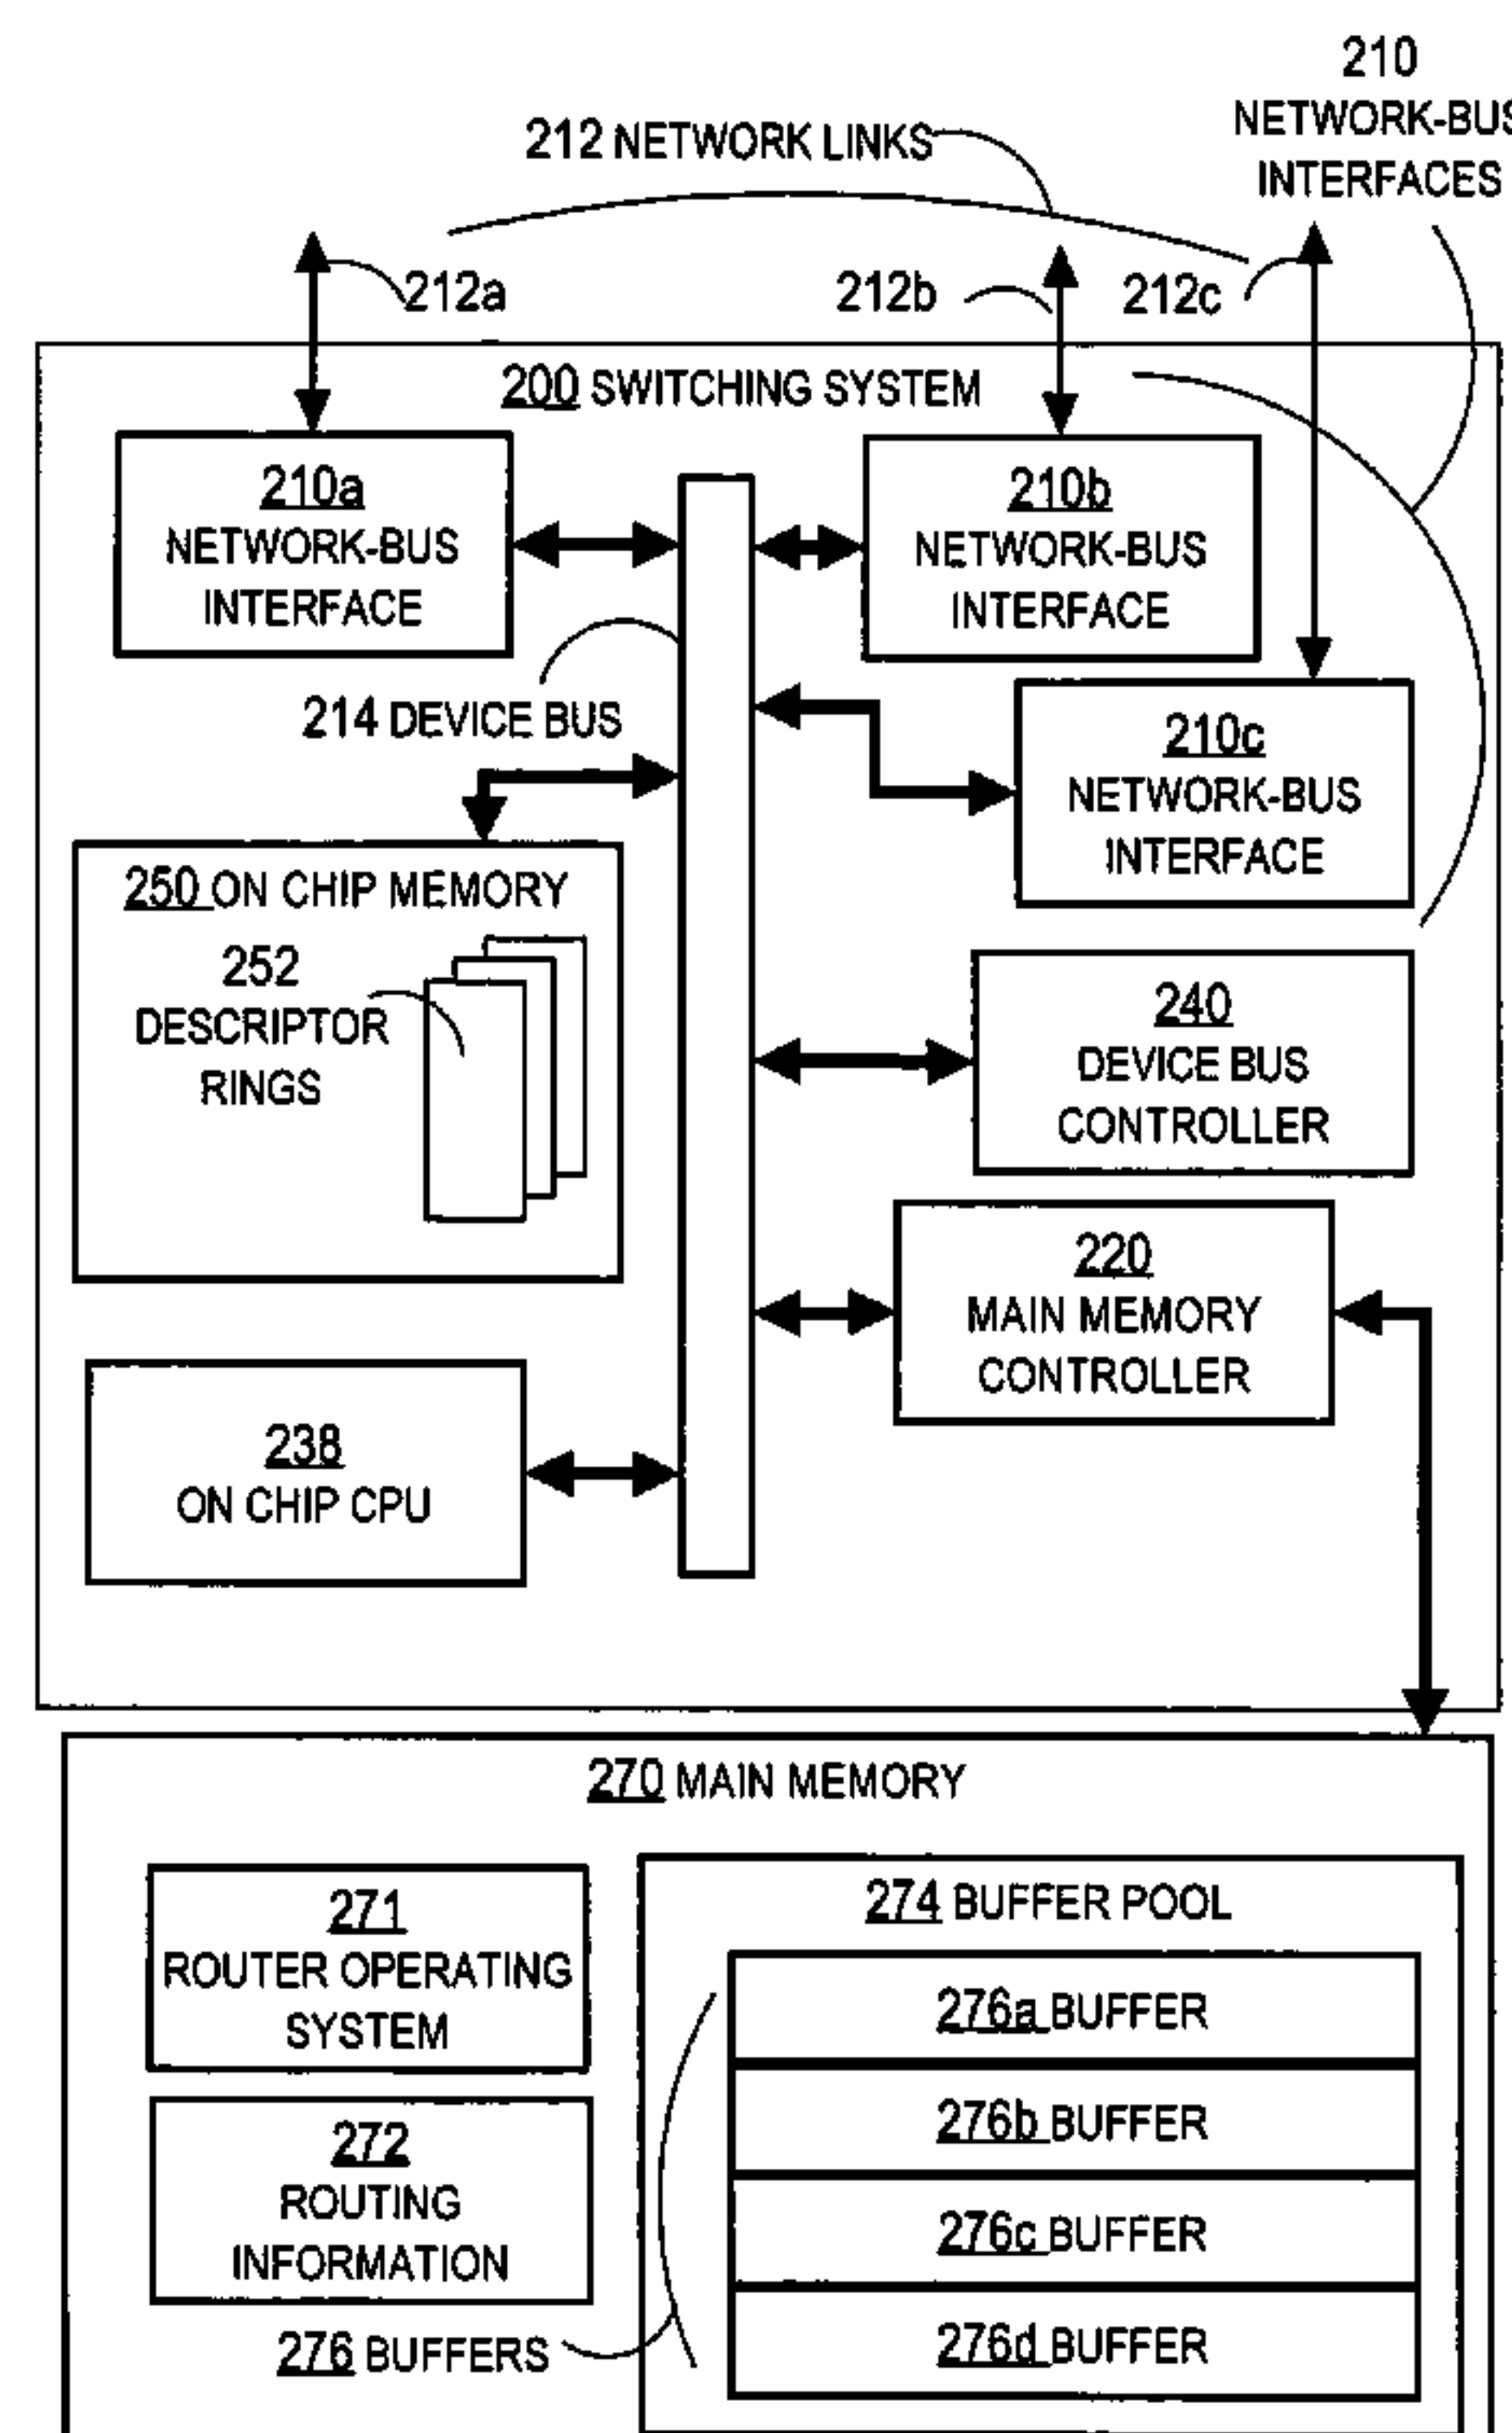 210
NETWORK-BUS
INTERFACES
212 NETWORK LINKS
212a
212b
212c
200 SWITCHING SYSTEM
210a
NETWORK-BUS
INTERFACE
210b
NETWORK-BUS
INTERFACE
214 DEVICE BUS
210c
NETWORK-BUS
INTERFACE
250 ON CHIP MEMORY
252
DESCRIPTOR
RINGS
240
DEVICE BUS
CONTROLLER
220
MAIN MEMORY
CONTROLLER
238
ON CHIP CPU
270 MAIN MEMORY
271
ROUTER OPERATING
SYSTEM
272
ROUTING
INFORMATION
276 BUFFERS
274 BUFFER POOL
276a BUFFER
276b BUFFER
276c BUFFER
276d BUFFER